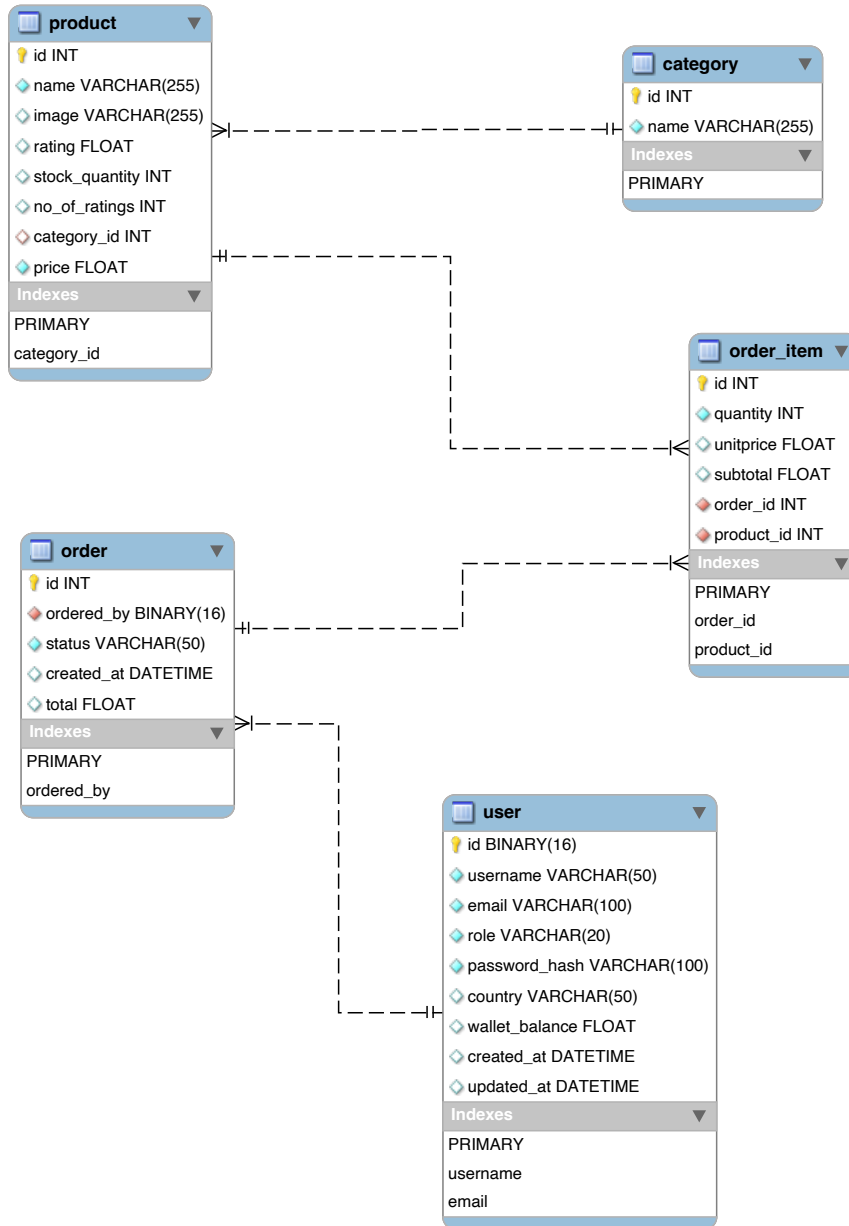 product
id INT
name VARCHAR(255)
image VARCHAR(255)
rating FLOAT
stock_quantity INT
no_of_ratings INT
category_id INT
price FLOAT
Indexes
PRIMARY
category_id
category
id INT
name VARCHAR(255)
Indexes
PRIMARY
order_item
id INT
quantity INT
unitprice FLOAT
subtotal FLOAT
order_id INT
product_id INT
Indexes
PRIMARY
order_id
product_id
order
id INT
ordered_by BINARY(16)
status VARCHAR(50)
created_at DATETIME
total FLOAT
Indexes
PRIMARY
ordered_by
user
id BINARY(16)
username VARCHAR(50)
email VARCHAR(100)
role VARCHAR(20)
password_hash VARCHAR(100)
country VARCHAR(50)
wallet_balance FLOAT
created_at DATETIME
updated_at DATETIME
Indexes
PRIMARY
username
email